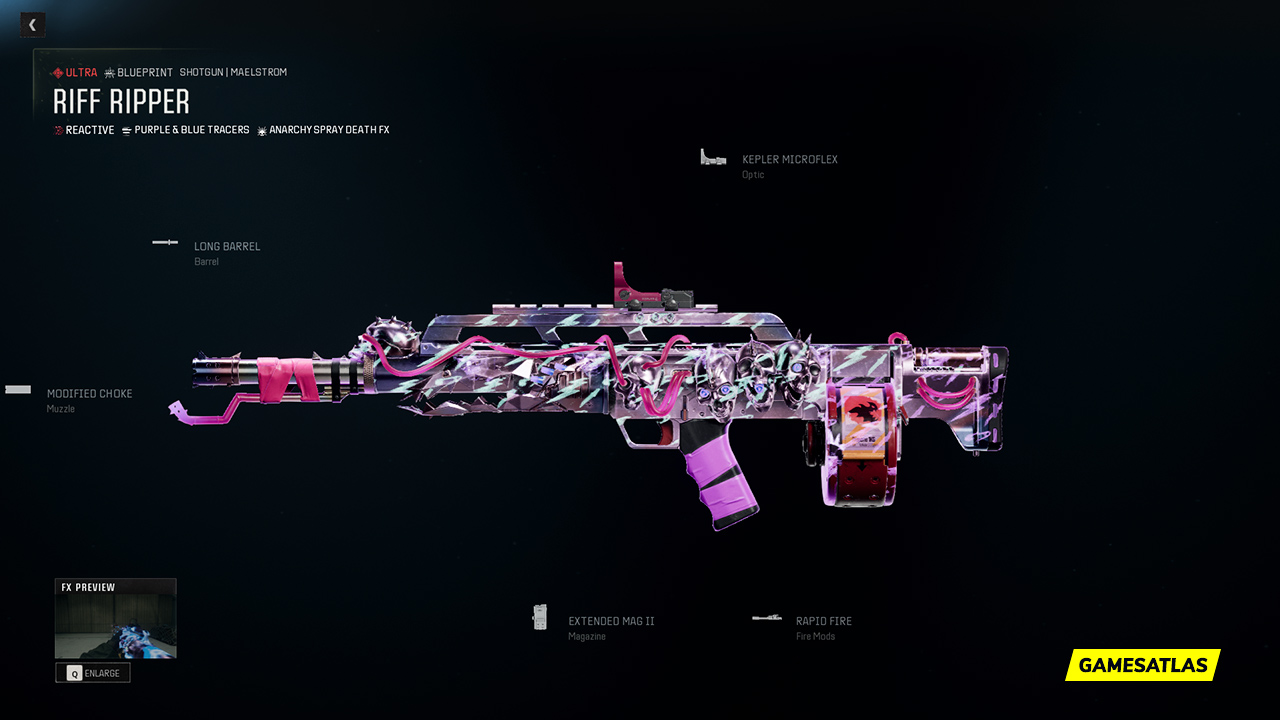 ULTRA BLUEPRINT SHOTGUN | MAELSTROM
RIFF RIPPER
REACTIVE PURPLE & BLUE TRACERS ANARCHY SPRAY DEATH FX
KEPLER MICROFLEX
Optic
LONG BARREL
Barrel
MODIFIED CHOKE
Muzzle
FX PREVIEW
Q ENLARGE
EXTENDED MAG II
Magazine
RAPID FIRE
Fire Mods
GAMESATLAS